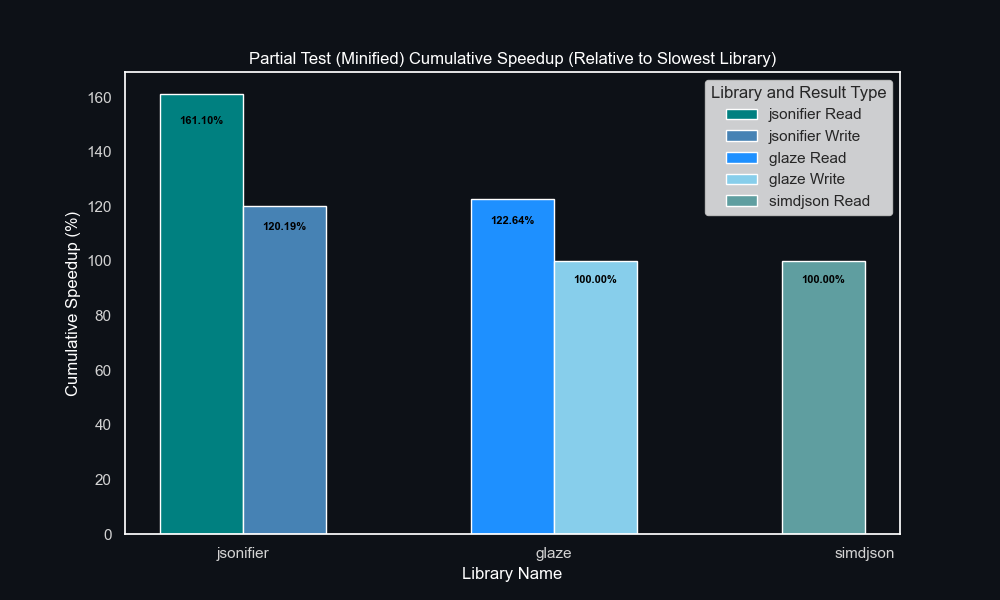 Partial Test (Minified) Cumulative Speedup (Relative to Slowest Library)
Library and Result Type
jsonifier Read
jsonifier Write
glaze Read
glaze Write
simdjson Read
Cumulative Speedup (%)
160
140
120
100
80
60
40
20
0
161.10%
120.19%
122.64%
100.00%
100.00%
jsonifier
glaze
simdjson
Library Name